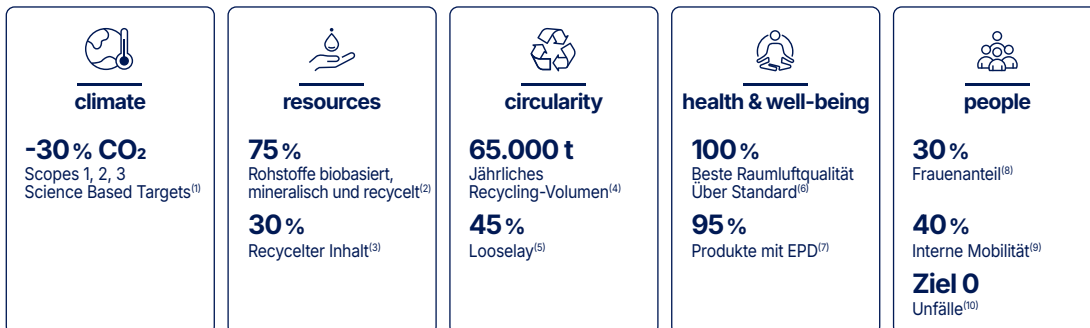 climate
-30 % CO₂
Scopes 1, 2, 3
Science Based Targets(1)
resources
75 %
Rohstoffe biobasiert,
mineralisch und recycelt(2)
30 %
Recycelter Inhalt(3)
circularity
65.000 t
Jährliches
Recycling-Volumen(4)
45 %
Looselay(5)
health & well-being
100 %
Beste Raumluftqualität
Über Standard(6)
95 %
Produkte mit EPD(7)
people
30 %
Frauenanteil(8)
40 %
Interne Mobilität(9)
Ziel 0
Unfälle(10)